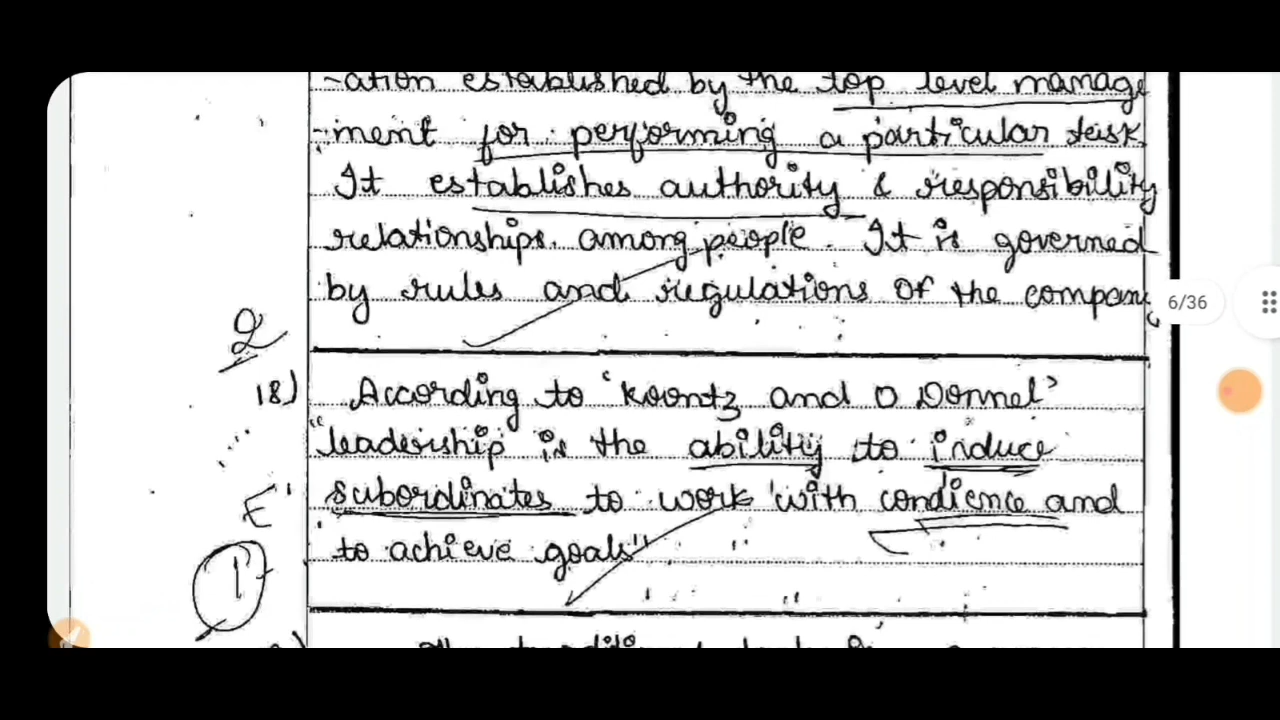 -ation established by the top level manage
-ment for performing a particular task
It establishes authority & responsibility
relationships. among people. It is governed
by rules and regulations of the company
6/36
2
18) According to 'Koontz and O Donnel'
"leadership is the ability to induce
subordinates to work with condience and
E
to achieve goals"
1